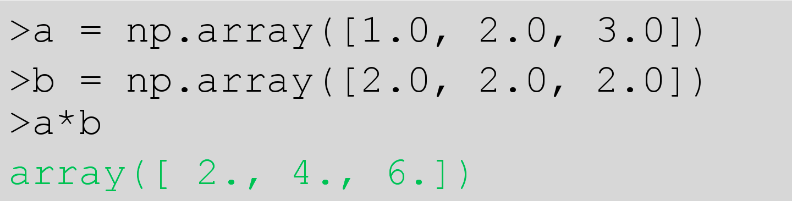 >a = np.array([1.0, 2.0, 3.0])
>b = np.array([2.0, 2.0, 2.0])
>a*b
array([ 2., 4., 6.])